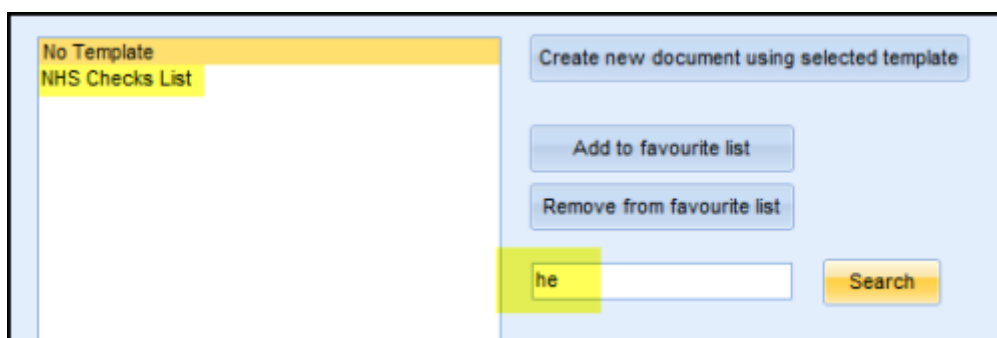 No Template
NHS Checks List
Create new document using selected template
Add to favourite list
Remove from favourite list
he
Search